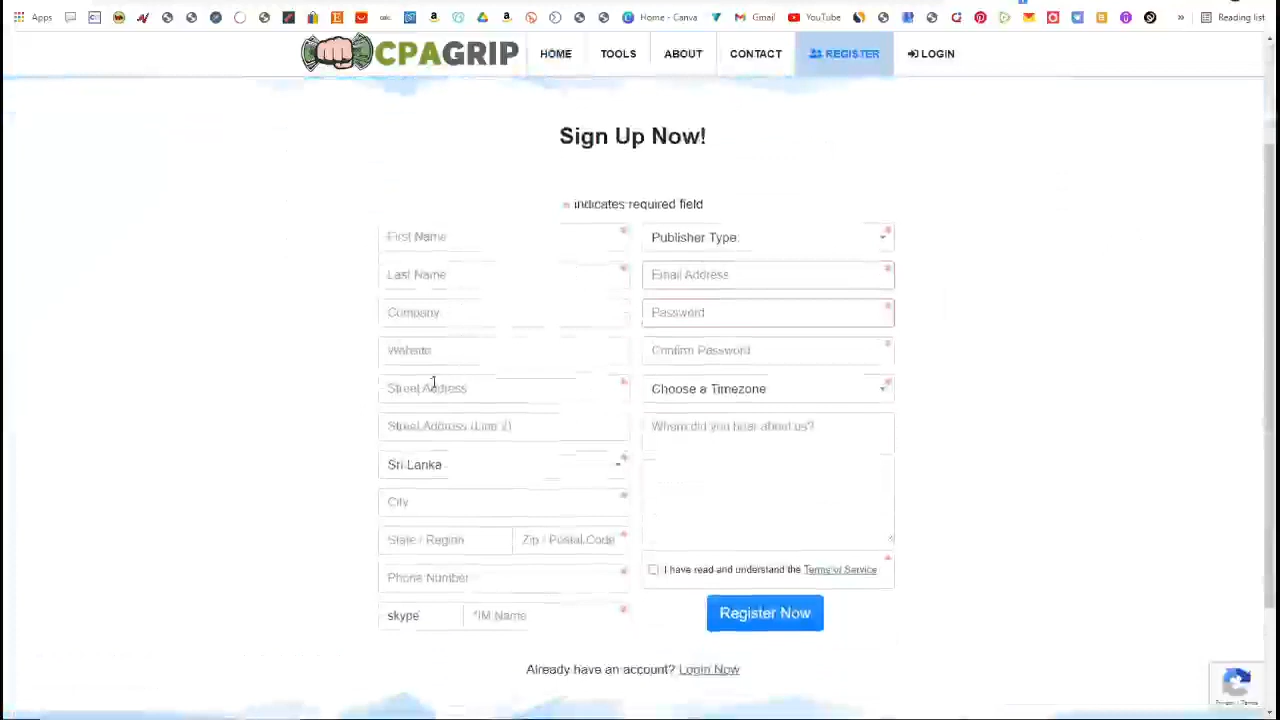 Apps
Home - Canva
Gmail
YouTube
»
Reading list
CPAGRIP
HOME
TOOLS
ABOUT
CONTACT
REGISTER
LOGIN
Sign Up Now!
* indicates required field
First Name
Publisher Type:
Last Name
Email Address
Company
Password
Website
Confirm Password
Street Address
Choose a Timezone
Street Address (Line 2)
Whom did you hear about us?
Sri Lanka
City
State / Region
Zip / Postal Code
I have read and understand the Terms of Service
Phone Number
skype
*IM Name
Register Now
Already have an account? Login Now